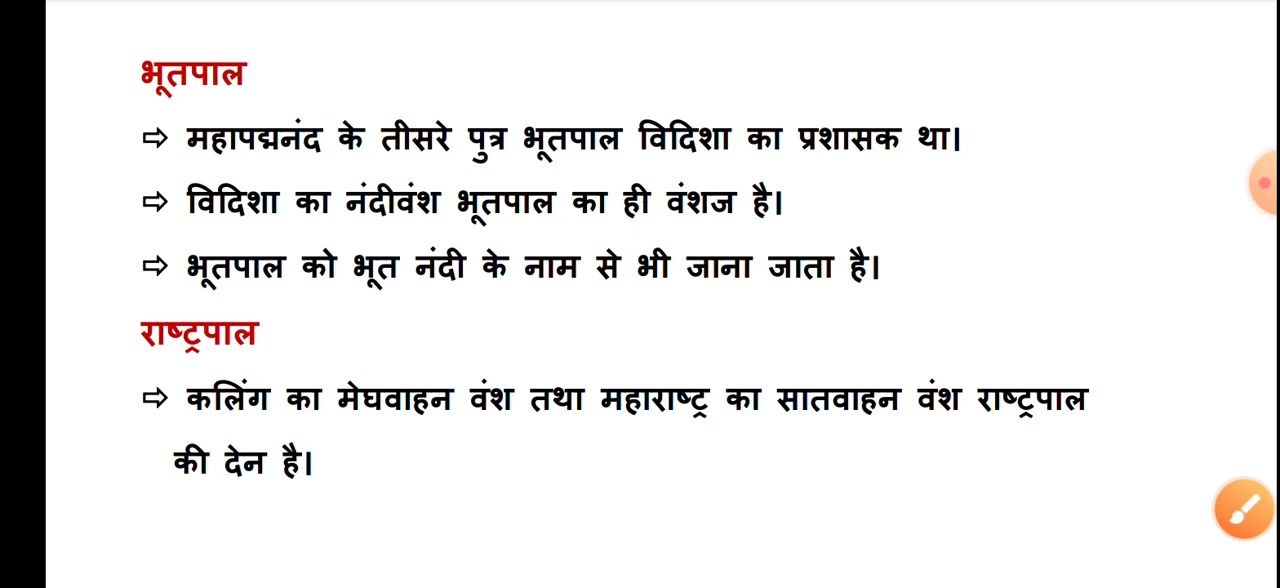 भूतपाल
⇨ महापद्मनंद के तीसरे पुत्र भूतपाल विदिशा का प्रशासक था।
⇨ विदिशा का नंदीवंश भूतपाल का ही वंशज है।
⇨ भूतपाल को भूत नंदी के नाम से भी जाना जाता है।
राष्ट्रपाल
⇨ कलिंग का मेघवाहन वंश तथा महाराष्ट्र का सातवाहन वंश राष्ट्रपाल
की देन है।